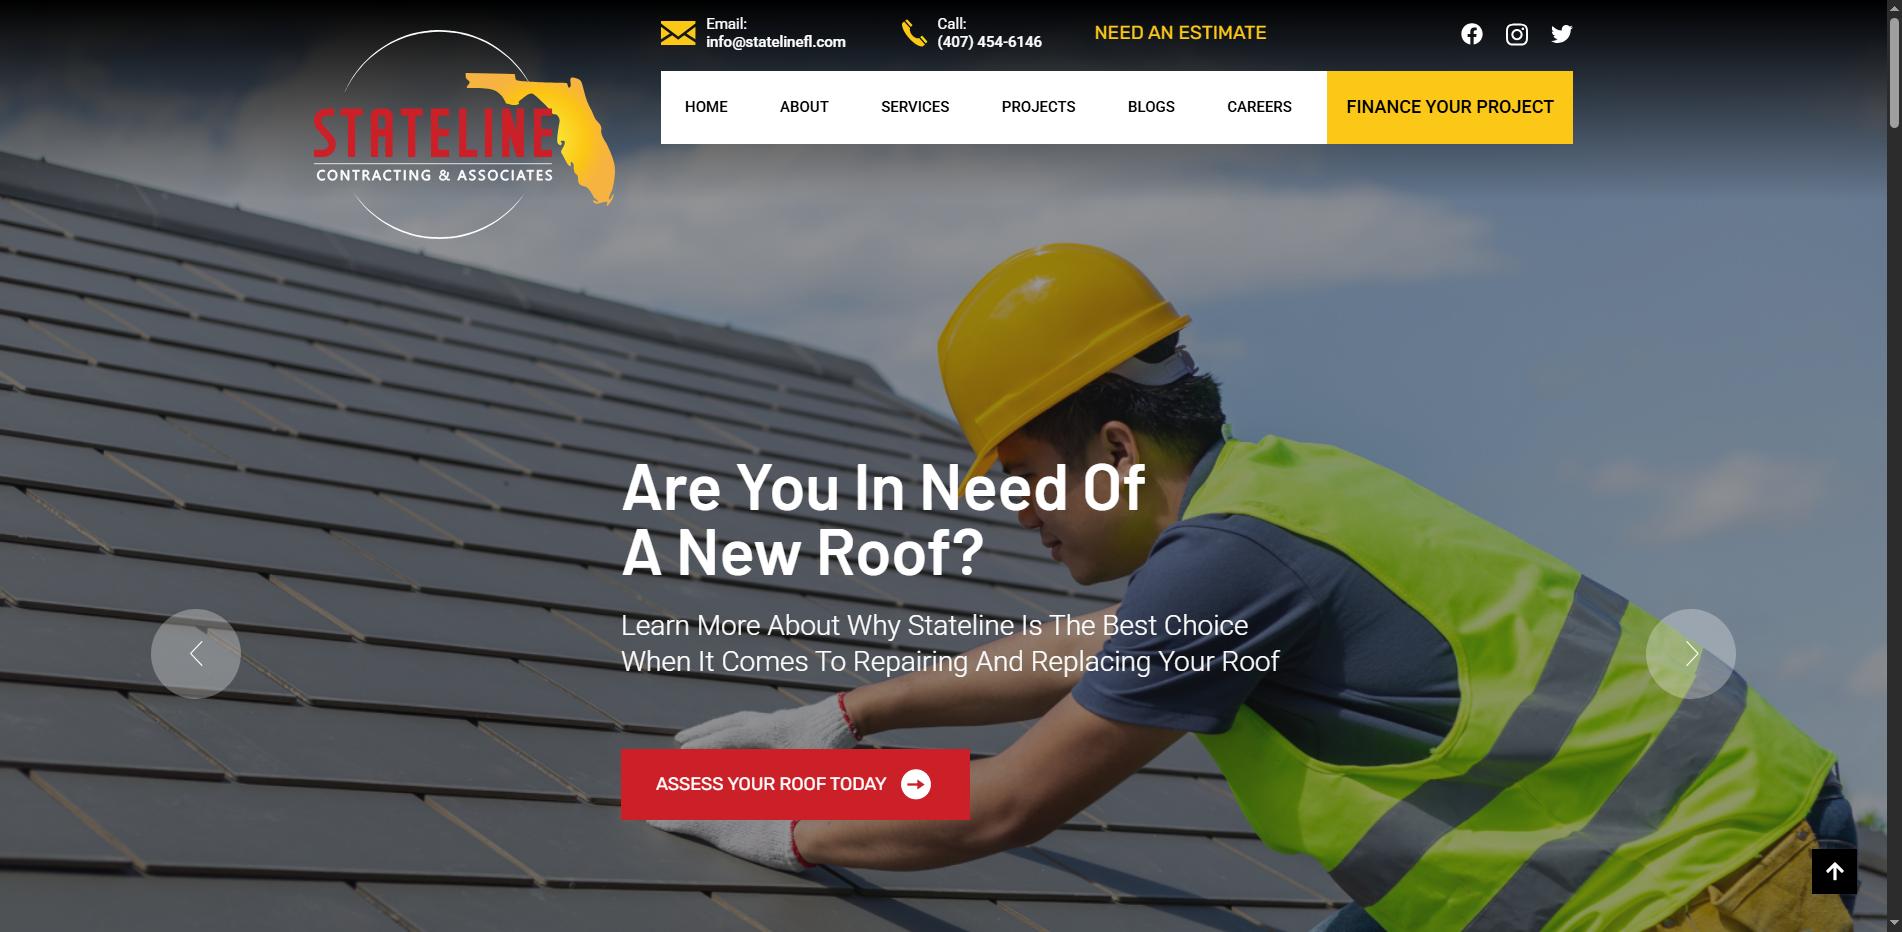 Email:
info@statelinefl.com
Call:
(407) 454-6146
NEED AN ESTIMATE
STATELINE
CONTRACTING & ASSOCIATES
HOME
ABOUT
SERVICES
PROJECTS
BLOGS
CAREERS
FINANCE YOUR PROJECT
Are You In Need Of
A New Roof?
Learn More About Why Stateline Is The Best Choice
When It Comes To Repairing And Replacing Your Roof
ASSESS YOUR ROOF TODAY